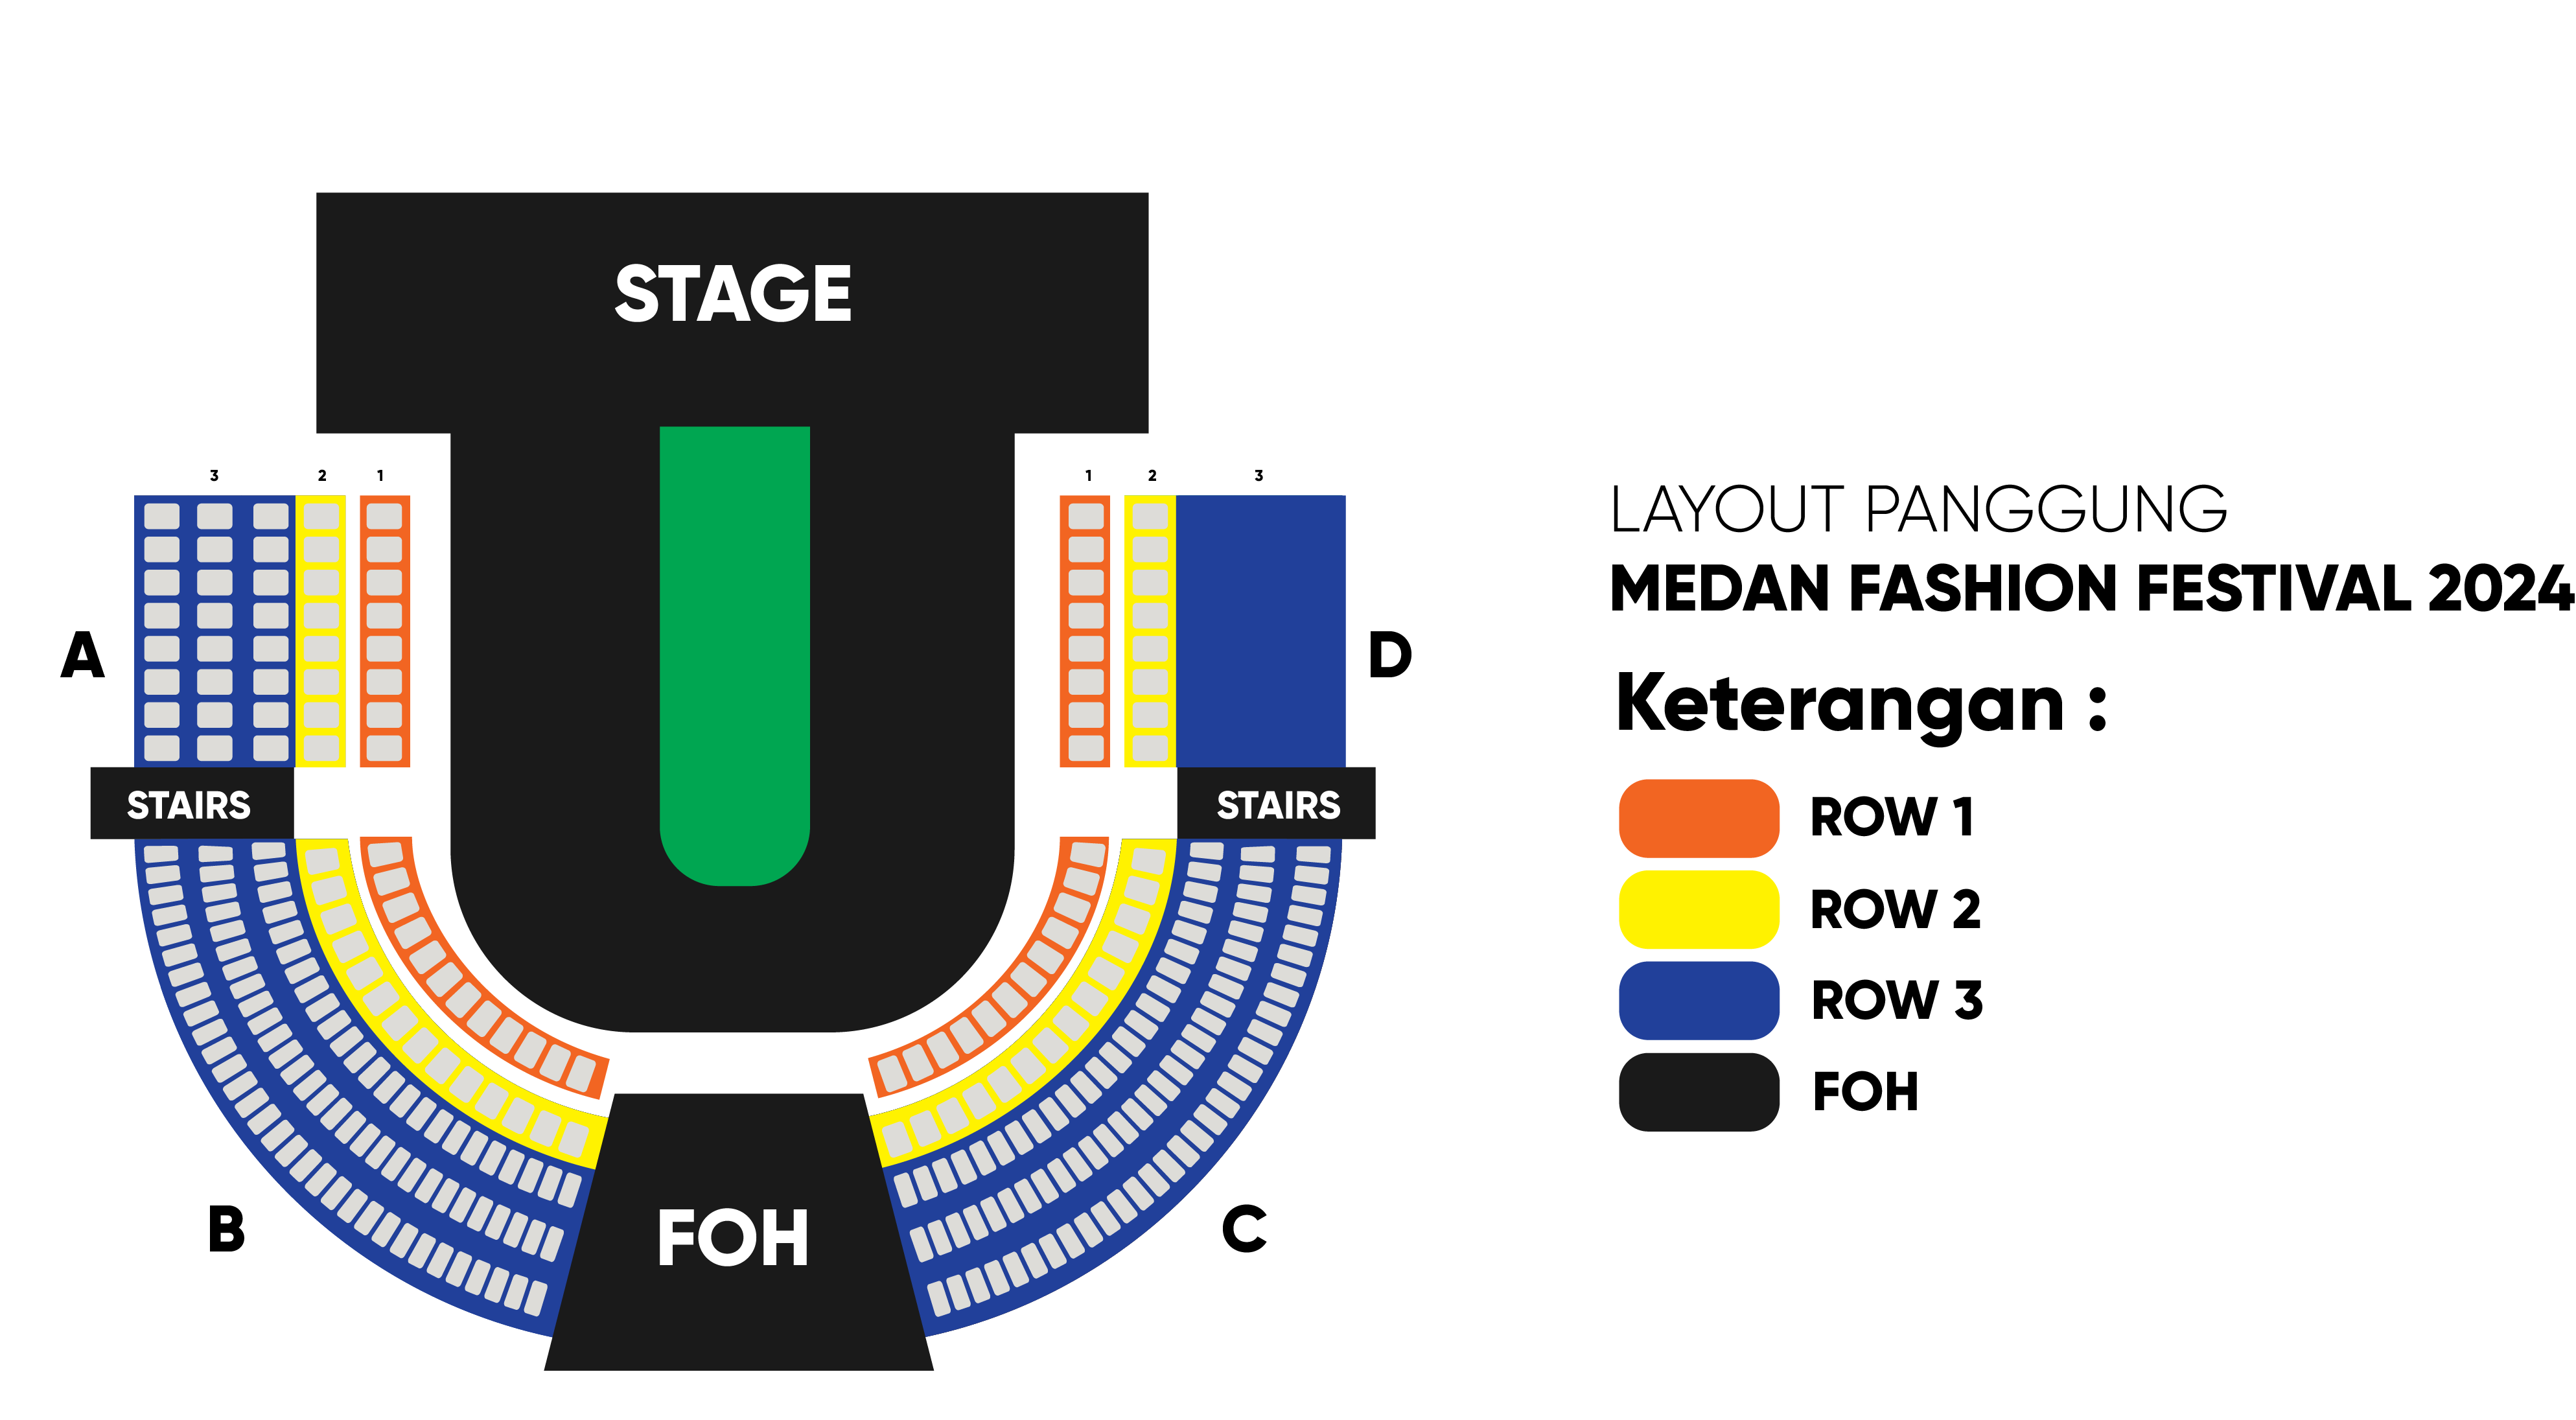 STAGE
3 2 1
1 2 3
A
D
STAIRS
STAIRS
B
C
FOH
LAYOUT PANGGUNG
MEDAN FASHION FESTIVAL 2024
Keterangan :
ROW 1
ROW 2
ROW 3
FOH